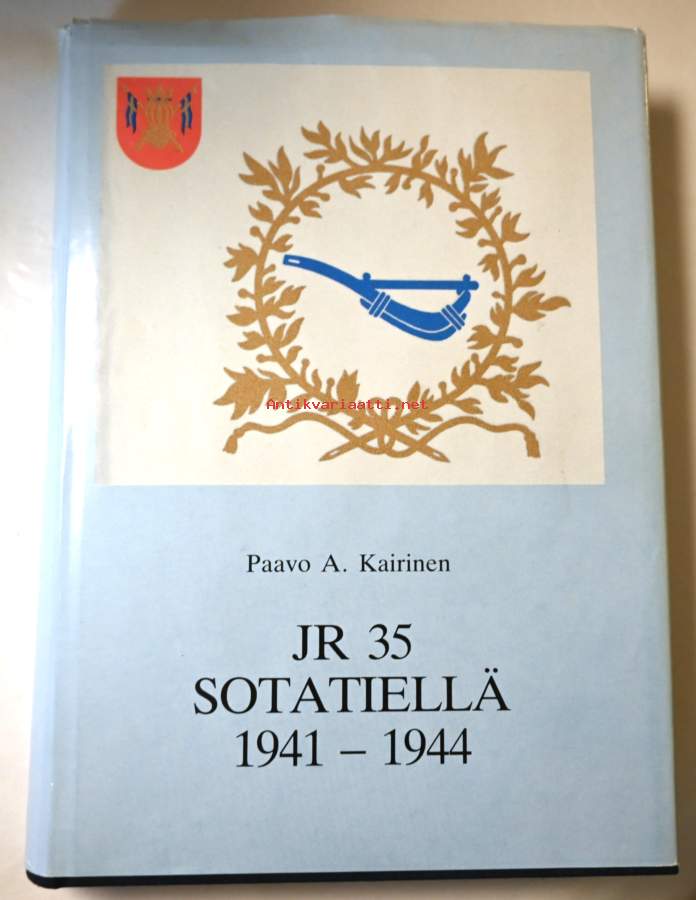 Antikvariaatti.net
Paavo A. Kairinen
JR 35
SOTATIELLÄ
1941 – 1944